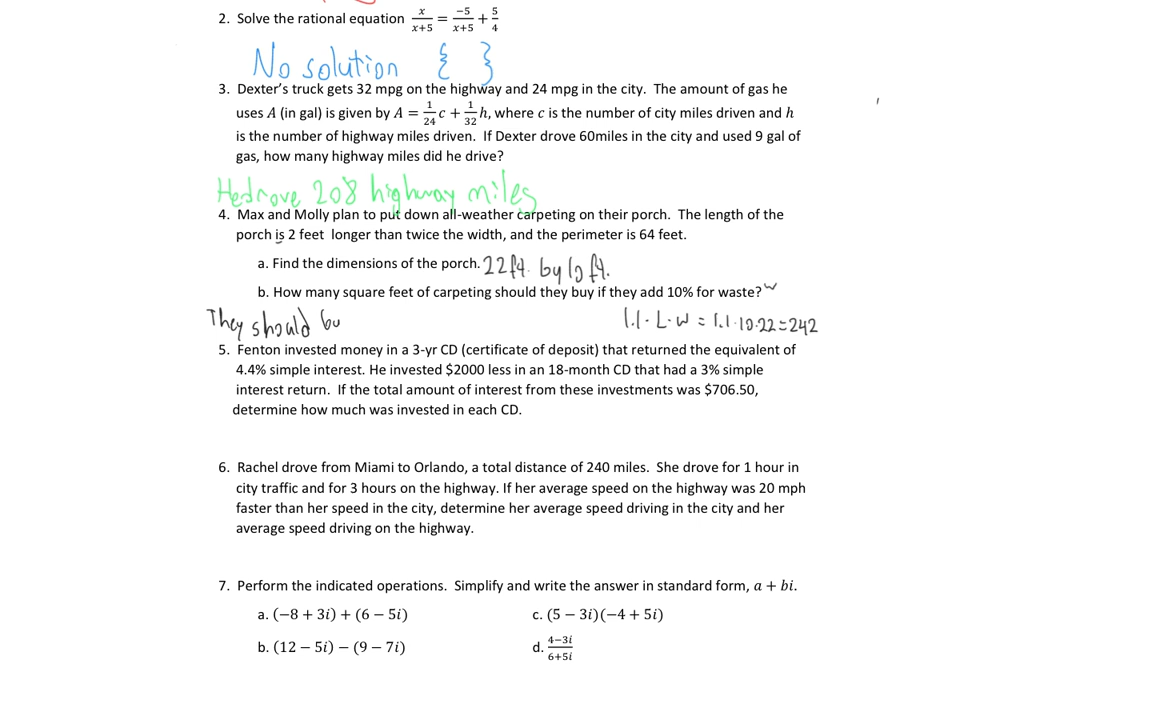 2. Solve the rational equation x/(x+5) = −5/(x+5) + 5/4
No solution { }
3. Dexter's truck gets 32 mpg on the highway and 24 mpg in the city. The amount of gas he
uses A (in gal) is given by A = 1/24 c + 1/32 h, where c is the number of city miles driven and h
is the number of highway miles driven. If Dexter drove 60miles in the city and used 9 gal of
gas, how many highway miles did he drive?
He drove 208 highway miles
4. Max and Molly plan to put down all-weather carpeting on their porch. The length of the
porch is 2 feet longer than twice the width, and the perimeter is 64 feet.
a. Find the dimensions of the porch. 22 ft. by 10 ft.
b. How many square feet of carpeting should they buy if they add 10% for waste?
They should bu
1.1·L·W = 1.1·10·22=242
5. Fenton invested money in a 3-yr CD (certificate of deposit) that returned the equivalent of
4.4% simple interest. He invested $2000 less in an 18-month CD that had a 3% simple
interest return. If the total amount of interest from these investments was $706.50,
determine how much was invested in each CD.
6. Rachel drove from Miami to Orlando, a total distance of 240 miles. She drove for 1 hour in
city traffic and for 3 hours on the highway. If her average speed on the highway was 20 mph
faster than her speed in the city, determine her average speed driving in the city and her
average speed driving on the highway.
7. Perform the indicated operations. Simplify and write the answer in standard form, a + bi.
a. (−8 + 3i) + (6 − 5i)
c. (5 − 3i)(−4 + 5i)
b. (12 − 5i) − (9 − 7i)
d. (4−3i)/(6+5i)